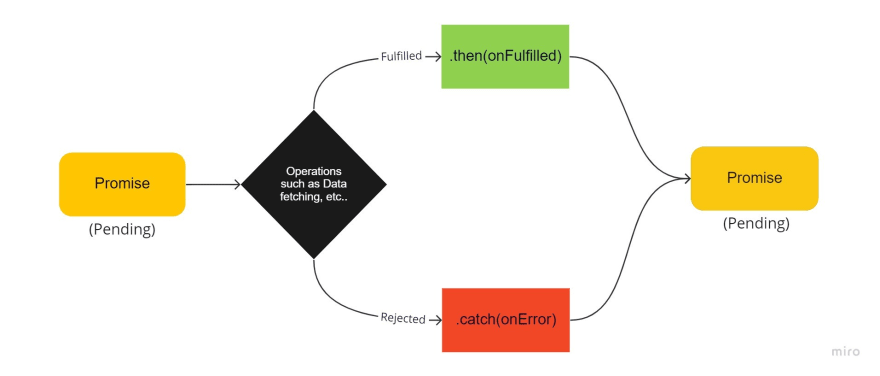 Fulfilled
.then(onFulfilled)
Promise
(Pending)
Operations
such as Data
fetching, etc..
Promise
(Pending)
Rejected
.catch(onError)
miro